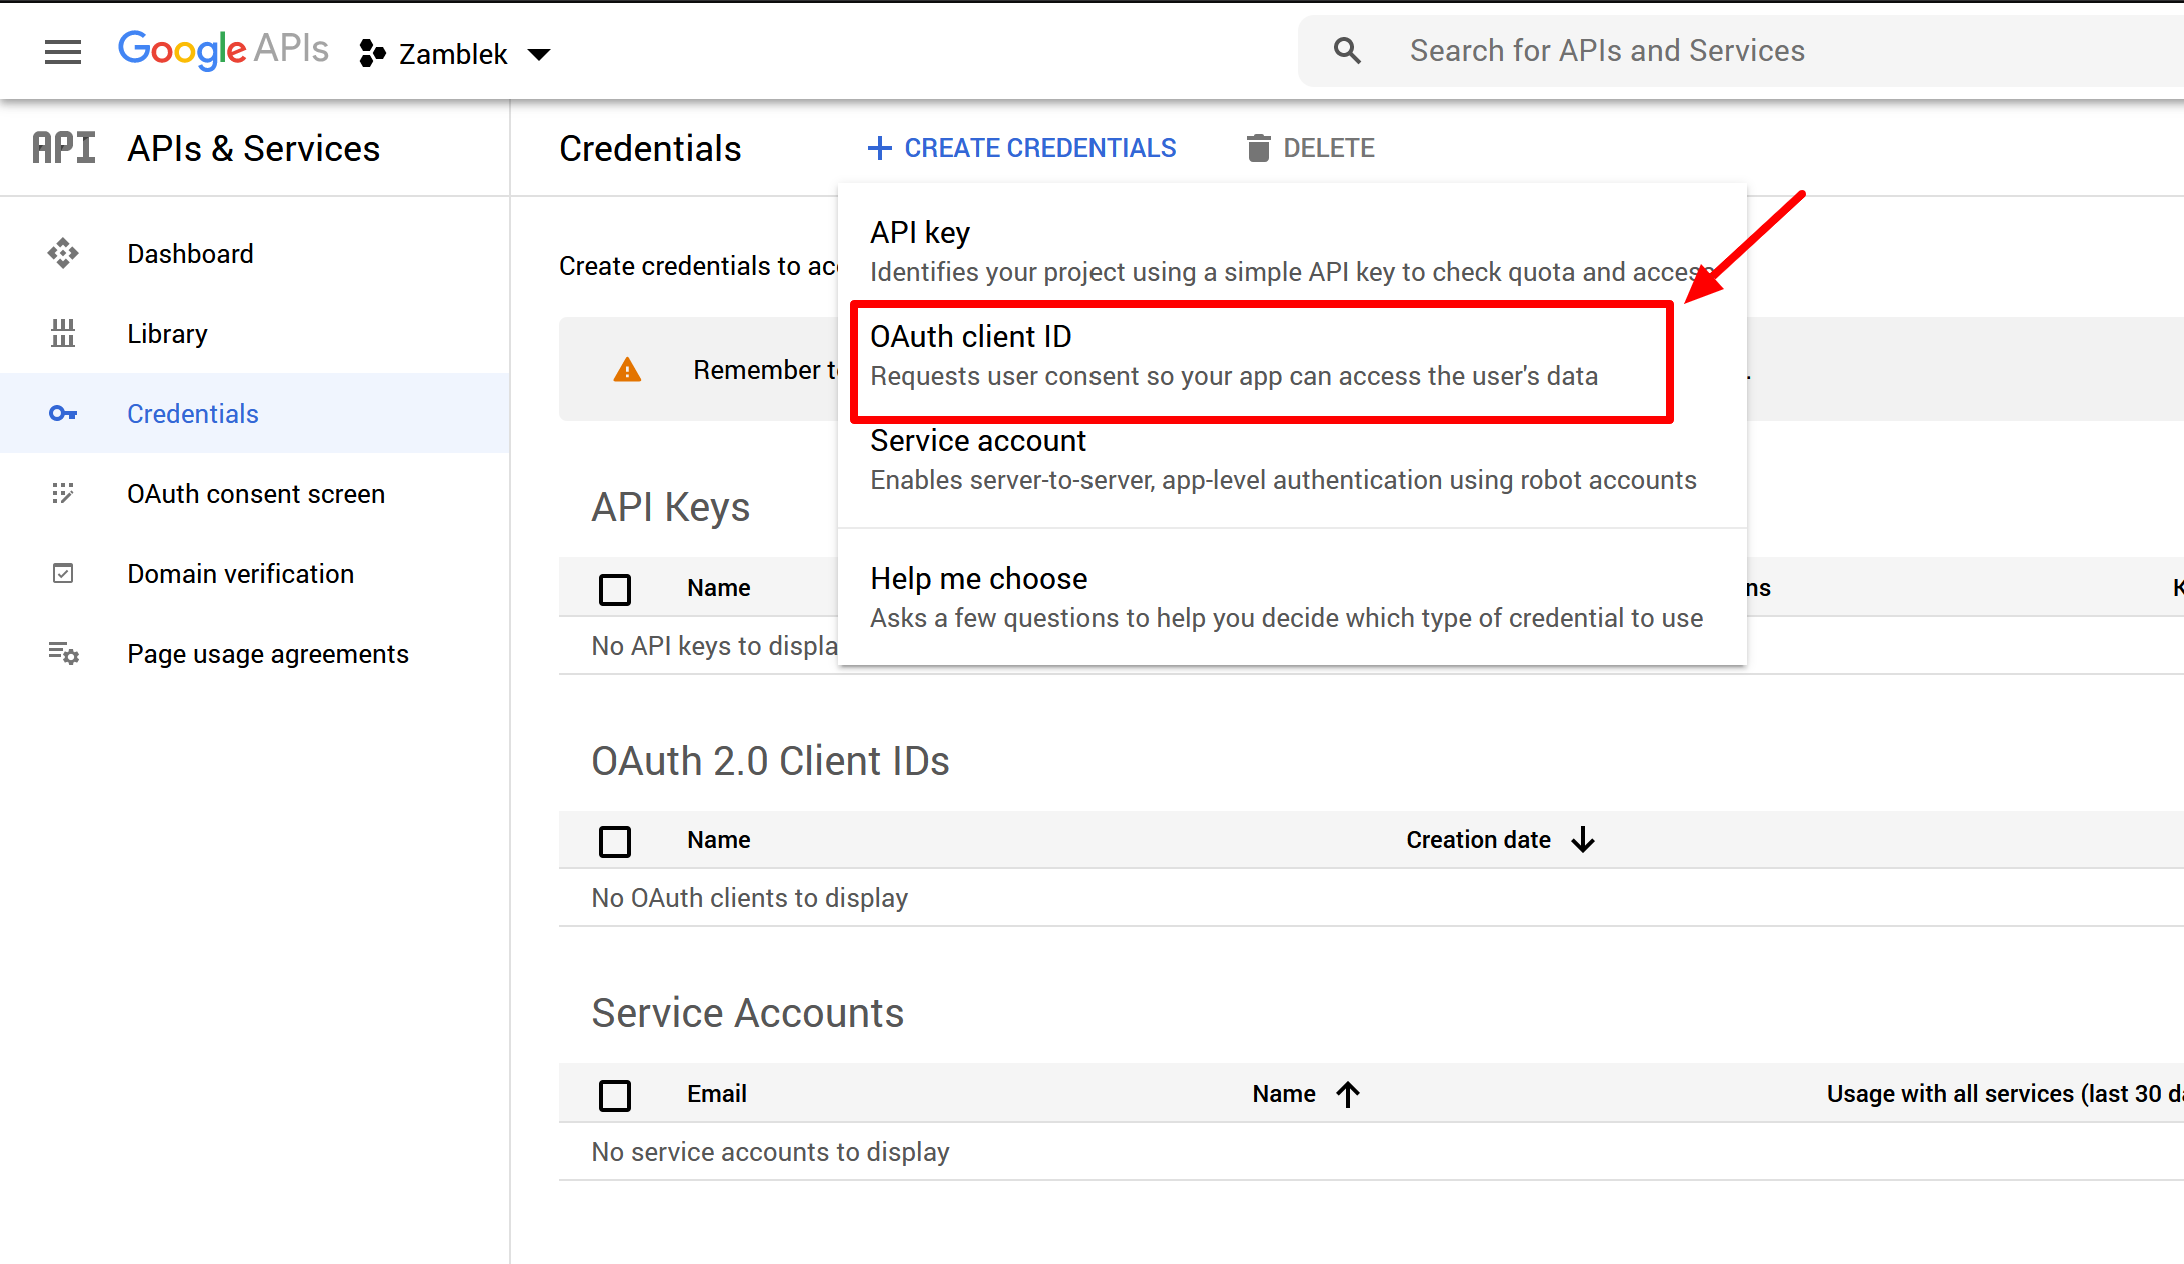 Google APIs Zamblek Search for APIs and Services
API APIs & Services Credentials CREATE CREDENTIALS DELETE
Dashboard
Library
Credentials
OAuth consent screen
Domain verification
Page usage agreements
Create credentials to
API key
Identifies your project using a simple API key to check quota and access
Remember
OAuth client ID
Requests user consent so your app can access the user's data
Service account
Enables server-to-server, app-level authentication using robot accounts
Help me choose
Asks a few questions to help you decide which type of credential to use
API Keys
Name
No API keys to
OAuth 2.0 Client IDs
Name Creation date
No OAuth clients to display
Service Accounts
Email Name Usage with all services (last 30
No service accounts to display